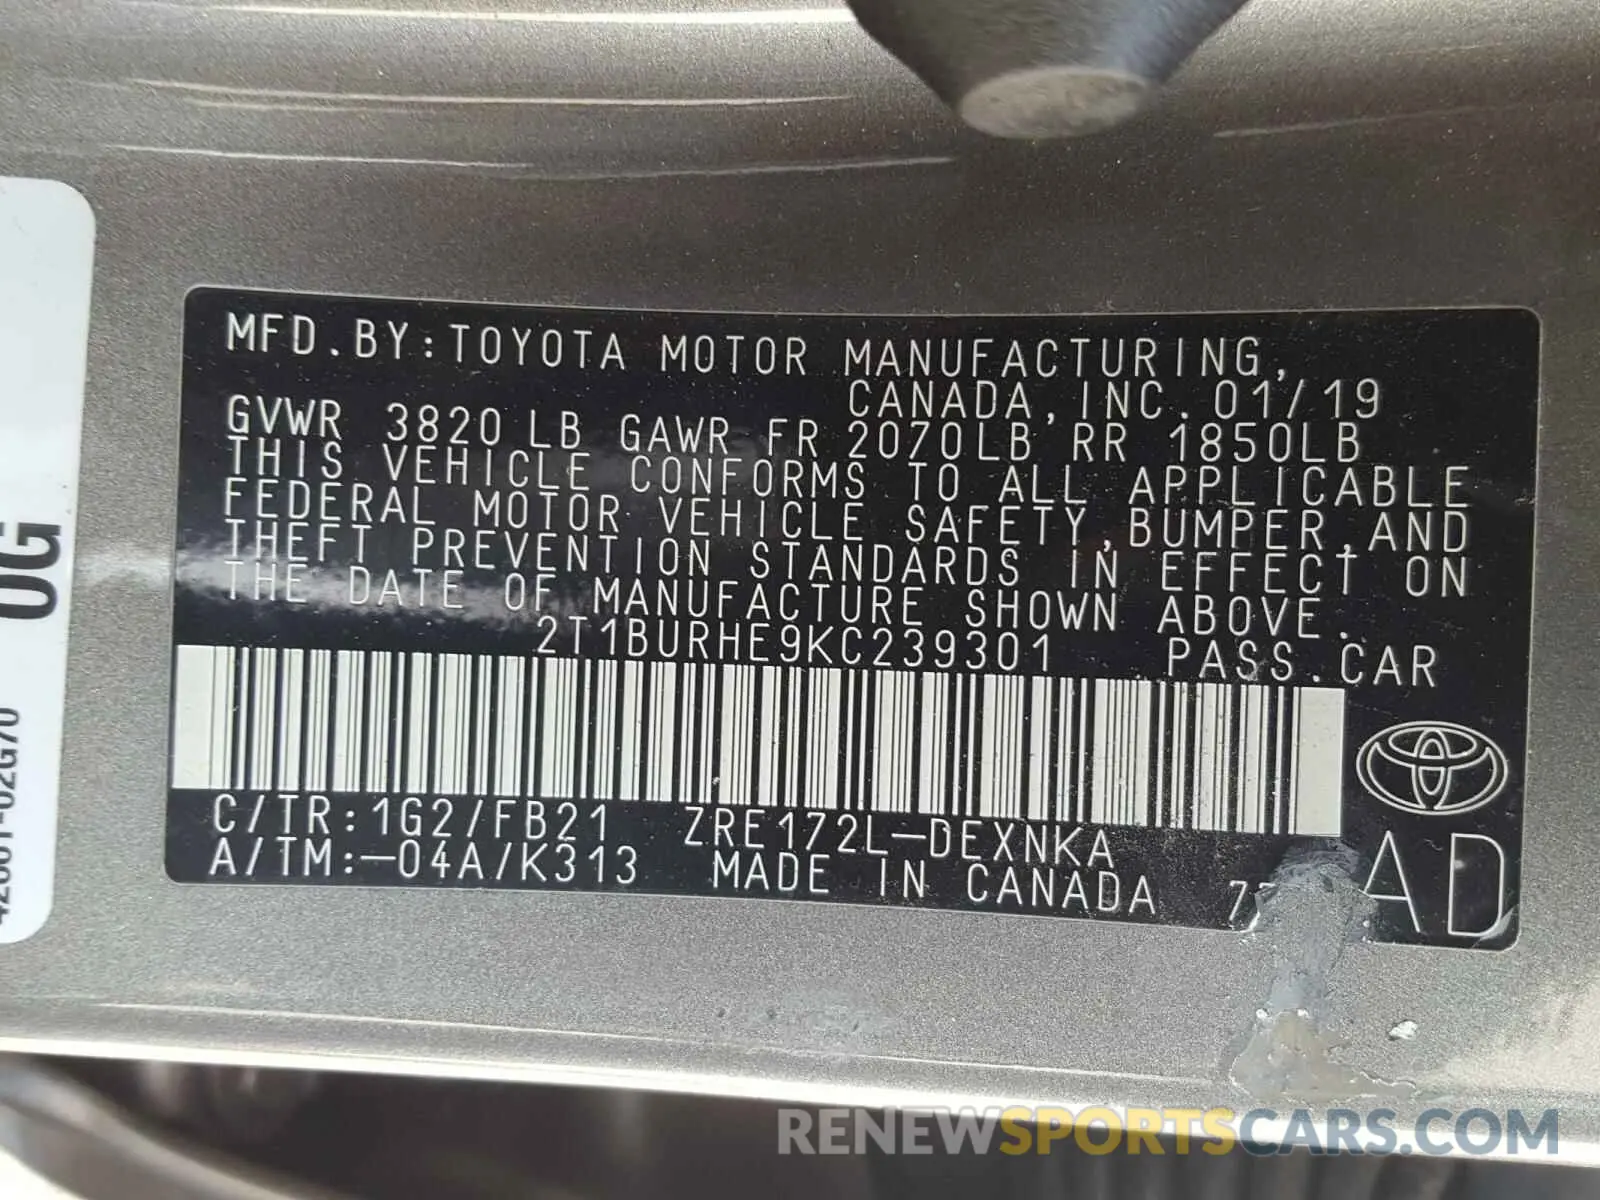 MFD.BY:TOYOTA MOTOR MANUFACTURING,
CANADA,INC. 01/19
GVWR 3820LB GAWR FR 2070LB RR 1850LB
THIS VEHICLE CONFORMS TO ALL APPLICABLE
FEDERAL MOTOR VEHICLE SAFETY,BUMPER,AND
THEFT PREVENTION STANDARDS IN EFFECT ON
THE DATE OF MANUFACTURE SHOWN ABOVE.
2T1BURHE9KC239301 PASS.CAR
C/TR:1G2/FB21 ZRE172L-DEXNKA
A/TM:-04A/K313 MADE IN CANADA
AD
0G
RENEWSPORTSCARS.COM